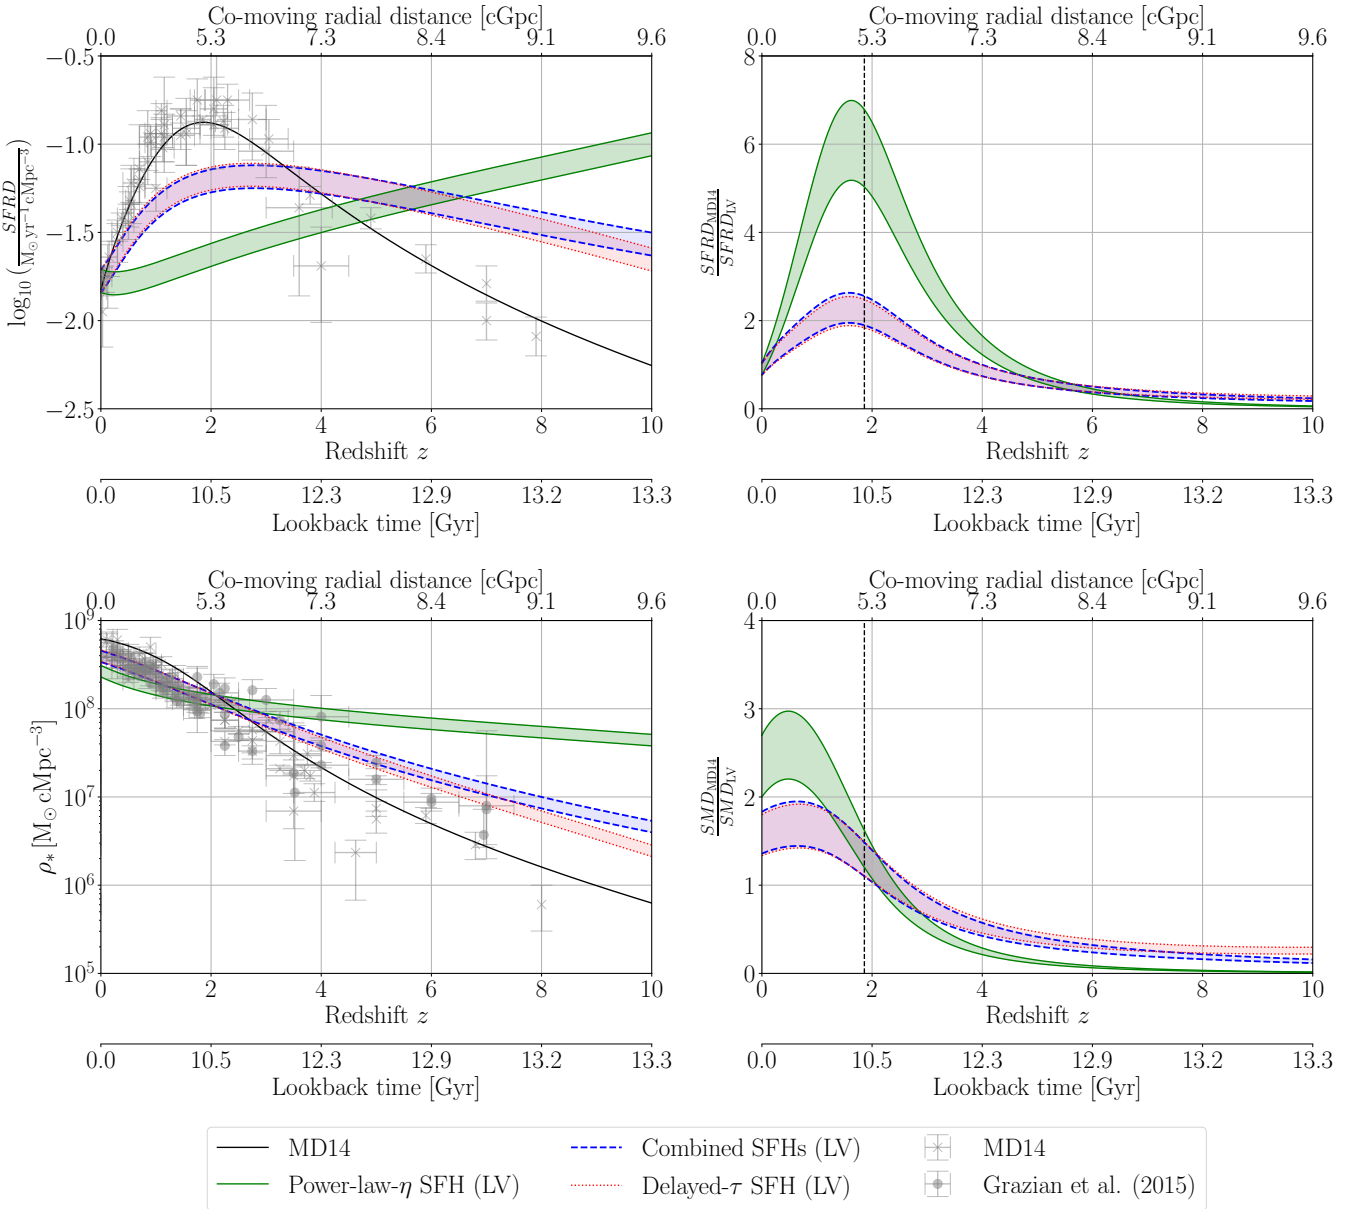 Co-moving radial distance [cGpc]
0.0 5.3 7.3 8.4 9.1 9.6
log₁₀ (SFRD / M⊙ yr⁻¹ cMpc⁻³)
−0.5
−1.0
−1.5
−2.0
−2.5
0 2 4 6 8 10
Redshift z
0.0 10.5 12.3 12.9 13.2 13.3
Lookback time [Gyr]
Co-moving radial distance [cGpc]
0.0 5.3 7.3 8.4 9.1 9.6
SFRD_MD14 / SFRD_LV
8
6
4
2
0
0 2 4 6 8 10
Redshift z
0.0 10.5 12.3 12.9 13.2 13.3
Lookback time [Gyr]
Co-moving radial distance [cGpc]
0.0 5.3 7.3 8.4 9.1 9.6
ρ* [M⊙ cMpc⁻³]
10⁹
10⁸
10⁷
10⁶
10⁵
0 2 4 6 8 10
Redshift z
0.0 10.5 12.3 12.9 13.2 13.3
Lookback time [Gyr]
Co-moving radial distance [cGpc]
0.0 5.3 7.3 8.4 9.1 9.6
SMD_MD14 / SMD_LV
4
3
2
1
0
0 2 4 6 8 10
Redshift z
0.0 10.5 12.3 12.9 13.2 13.3
Lookback time [Gyr]
MD14 Combined SFHs (LV) MD14
Power-law-η SFH (LV) Delayed-τ SFH (LV) Grazian et al. (2015)